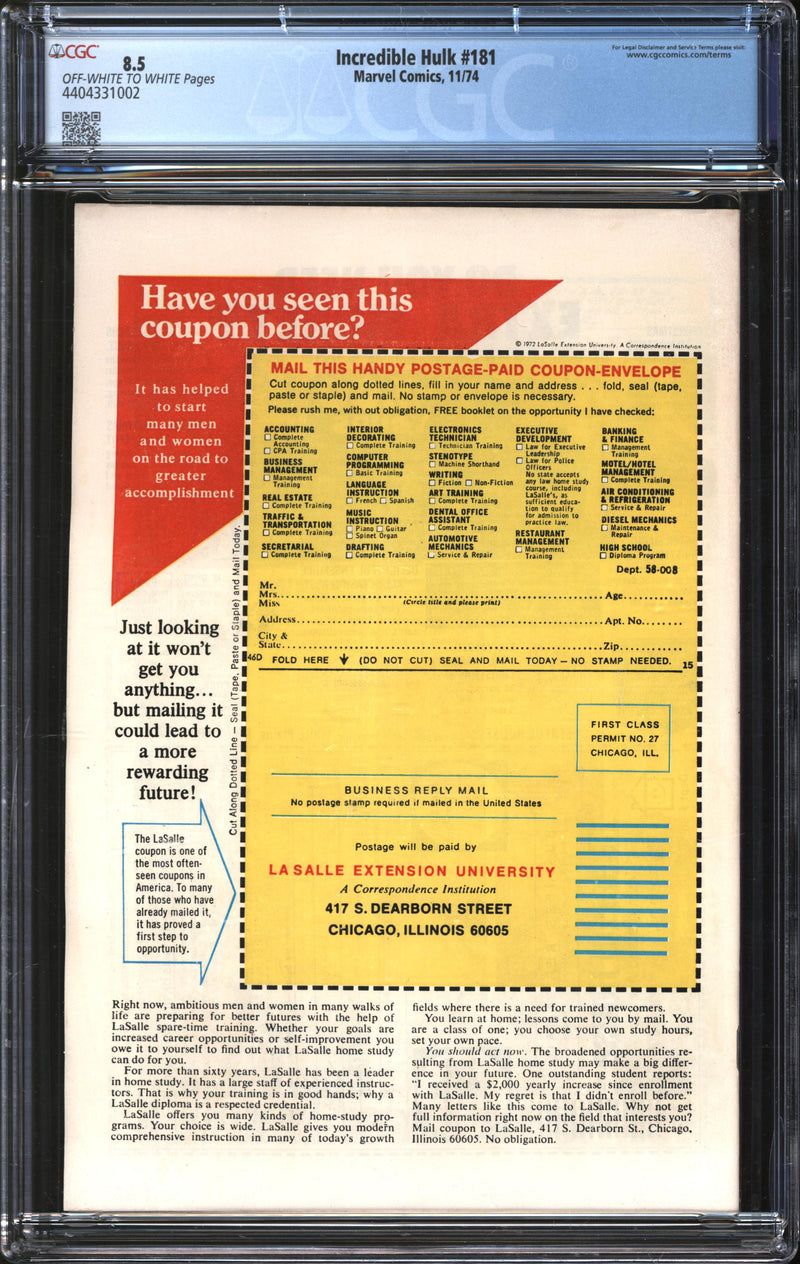 CGC
8.5
OFF-WHITE TO WHITE Pages
4404331002
Incredible Hulk #181
Marvel Comics, 11/74
For Legal Disclaimer and Service Terms please visit:
www.cgccomics.com/terms
CGC
®
Have you seen this
coupon before?
It has helped
to start
many men
and women
on the road to
greater
accomplishment
© 1972 LaSalle Extension University. A Correspondence Institution
MAIL THIS HANDY POSTAGE-PAID COUPON-ENVELOPE
Cut coupon along dotted lines, fill in your name and address . . . fold, seal (tape,
paste or staple) and mail. No stamp or envelope is necessary.
Please rush me, with out obligation, FREE booklet on the opportunity I have checked:
ACCOUNTING
Complete
Accounting
CPA Training
BUSINESS
MANAGEMENT
Management
Training
REAL ESTATE
Complete Training
TRAFFIC &
TRANSPORTATION
Complete Training
SECRETARIAL
Complete Training
INTERIOR
DECORATING
Complete Training
COMPUTER
PROGRAMMING
Basic Training
LANGUAGE
INSTRUCTION
French Spanish
MUSIC
INSTRUCTION
Piano Guitar
Spinet Organ
DRAFTING
Complete Training
ELECTRONICS
TECHNICIAN
Technician Training
STENOTYPE
Machine Shorthand
WRITING
Fiction Non-Fiction
ART TRAINING
Complete Training
DENTAL OFFICE
ASSISTANT
Complete Training
AUTOMOTIVE
MECHANICS
Service & Repair
EXECUTIVE
DEVELOPMENT
Law for Executive
Leadership
Law for Police
Officers
No state accepts
any law home study
course, including
LaSalle's, as
sufficient educa-
tion to qualify
for admission to
practice law.
RESTAURANT
MANAGEMENT
Management
Training
BANKING
& FINANCE
Management
Training
MOTEL/HOTEL
MANAGEMENT
Complete Training
AIR CONDITIONING
& REFRIGERATION
Service & Repair
DIESEL MECHANICS
Maintenance &
Repair
HIGH SCHOOL
Diploma Program
Dept. 58-008
Mr.
Mrs. Age
Miss (Circle title and please print)
Address Apt. No.
City &
State Zip
46D FOLD HERE (DO NOT CUT) SEAL AND MAIL TODAY – NO STAMP NEEDED. 15
Cut Along Dotted Line – Seal (Tape, Paste or Staple) and Mail Today.
Just looking
at it won't
get you
anything...
but mailing it
could lead to
a more
rewarding
future!
The LaSalle
coupon is one of
the most often-
seen coupons in
America. To many
of those who have
already mailed it,
it has proved a
first step to
opportunity.
FIRST CLASS
PERMIT NO. 27
CHICAGO, ILL.
BUSINESS REPLY MAIL
No postage stamp required if mailed in the United States
Postage will be paid by
LA SALLE EXTENSION UNIVERSITY
A Correspondence Institution
417 S. DEARBORN STREET
CHICAGO, ILLINOIS 60605
Right now, ambitious men and women in many walks of
life are preparing for better futures with the help of
LaSalle spare-time training. Whether your goals are
increased career opportunities or self-improvement you
owe it to yourself to find out what LaSalle home study
can do for you.
For more than sixty years, LaSalle has been a leader
in home study. It has a large staff of experienced instruc-
tors. That is why your training is in good hands; why a
LaSalle diploma is a respected credential.
LaSalle offers you many kinds of home-study pro-
grams. Your choice is wide. LaSalle gives you modern
comprehensive instruction in many of today's growth
fields where there is a need for trained newcomers.
You learn at home; lessons come to you by mail. You
are a class of one; you choose your own study hours,
set your own pace.
You should act now. The broadened opportunities re-
sulting from LaSalle home study may make a big differ-
ence in your future. One outstanding student reports:
"I received a $2,000 yearly increase since enrollment
with LaSalle. My regret is that I didn't enroll before."
Many letters like this come to LaSalle. Why not get
full information right now on the field that interests you?
Mail coupon to LaSalle, 417 S. Dearborn St., Chicago,
Illinois 60605. No obligation.